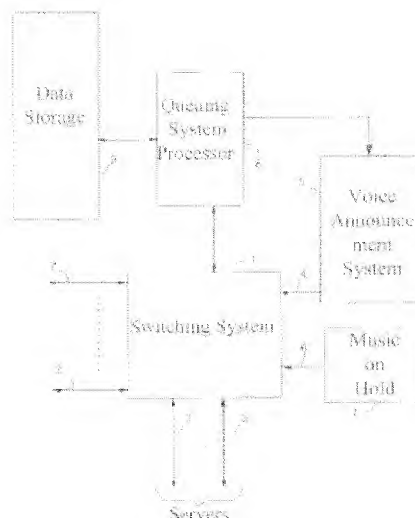 Data
Storage
Queuing
System
Processor
Voice
Announce
ment
System
Switching System
Music
on
Hold
Servers